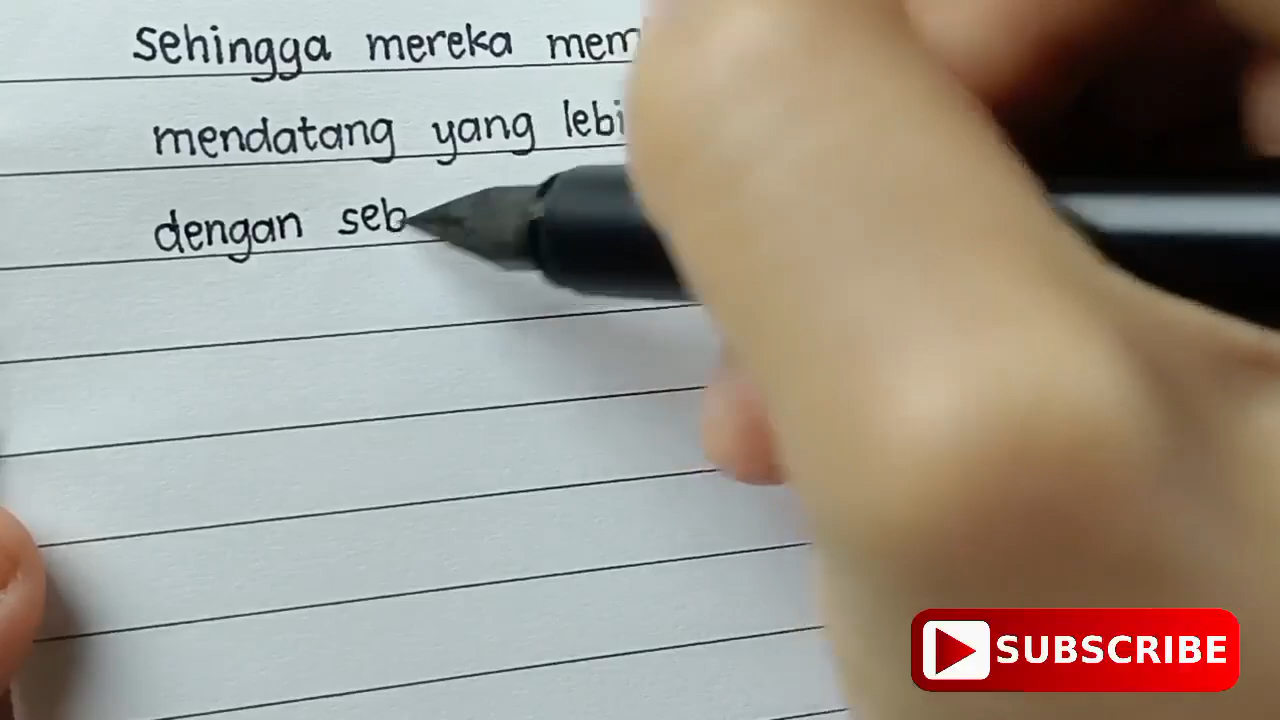 sehingga mereka mem
mendatang yang lebi
dengan seb
SUBSCRIBE